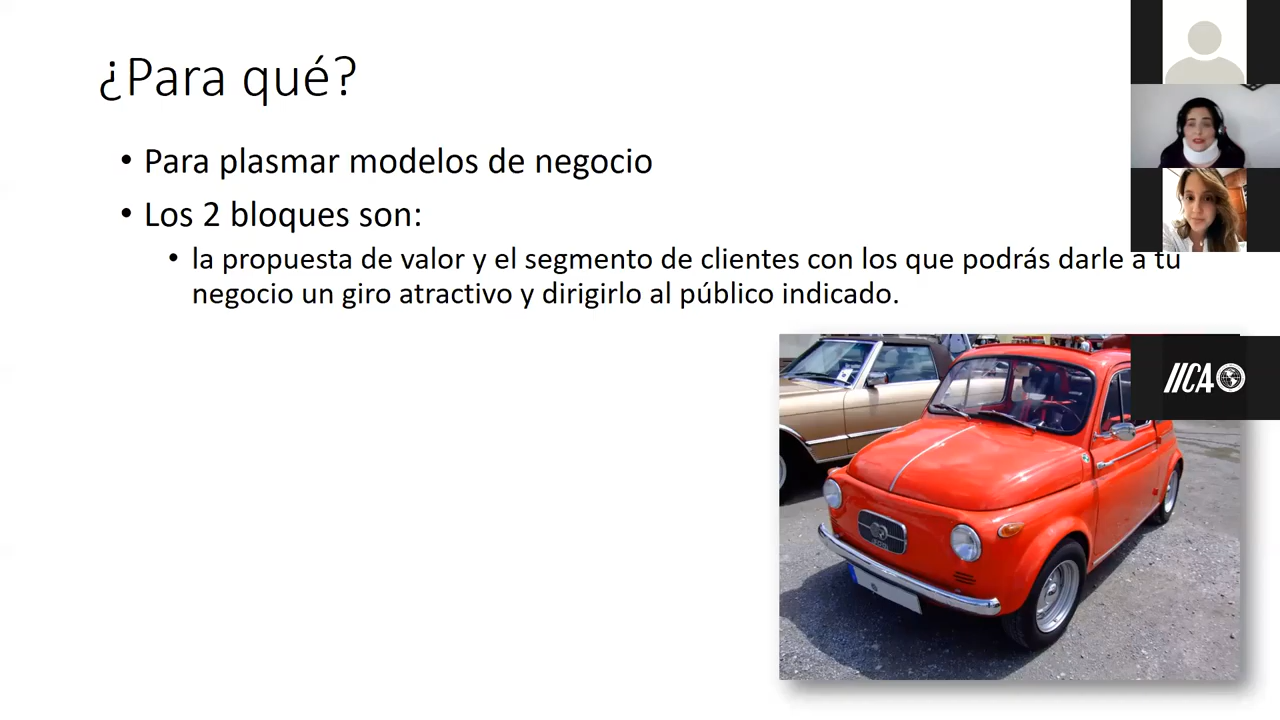 ¿Para qué?
• Para plasmar modelos de negocio
• Los 2 bloques son:
• la propuesta de valor y el segmento de clientes con los que podrás darle a tu
negocio un giro atractivo y dirigirlo al público indicado.
IICA